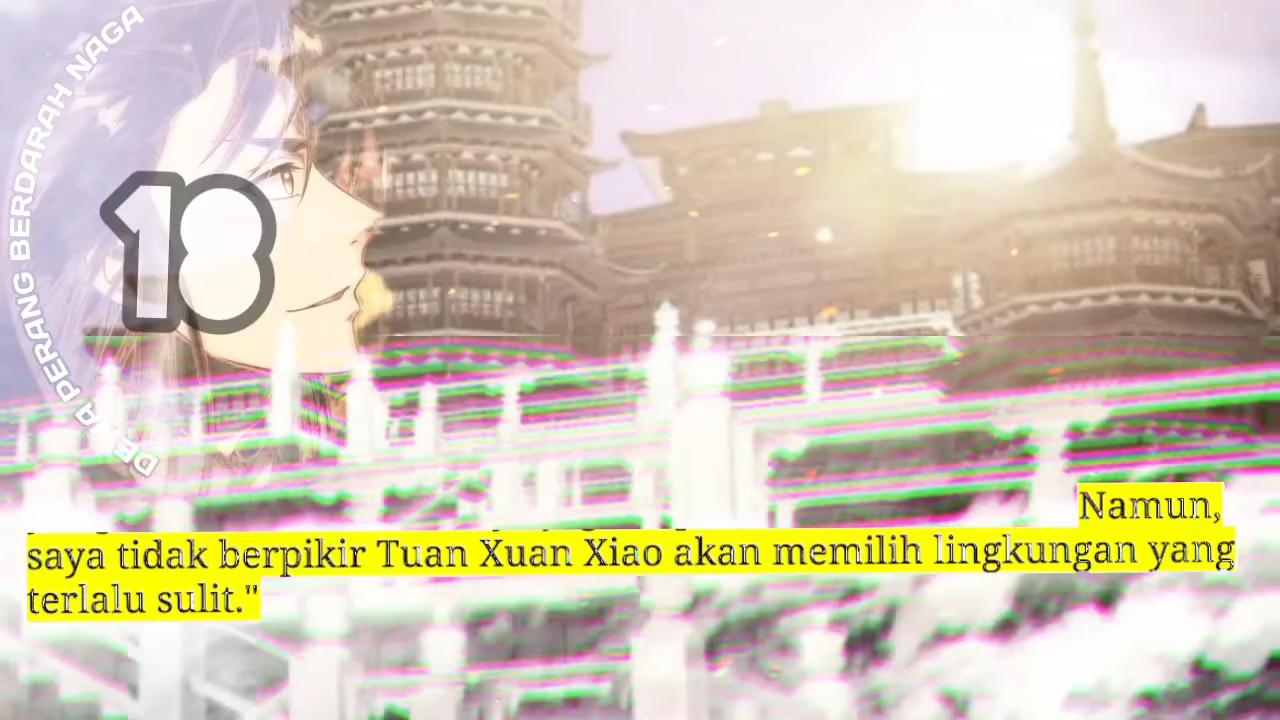 DEWA PERANG BERDARAH NAGA
18
Namun,
saya tidak berpikir Tuan Xuan Xiao akan memilih lingkungan yang
terlalu sulit."